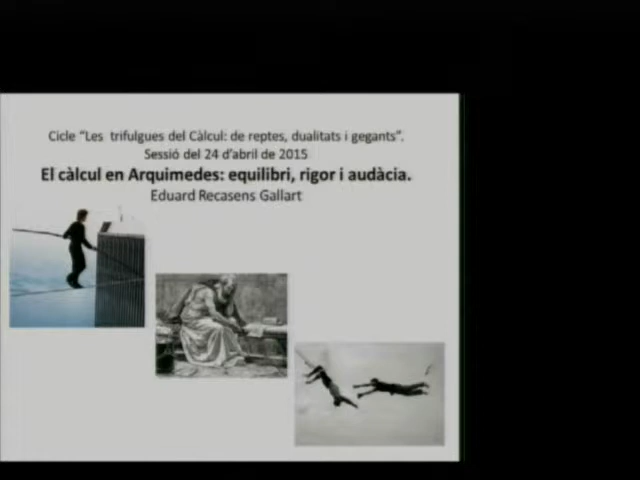 Cicle “Les trifulgues del Càlcul: de reptes, dualitats i gegants”.
Sessió del 24 d’abril de 2015
El càlcul en Arquimedes: equilibri, rigor i audàcia.
Eduard Recasens Gallart